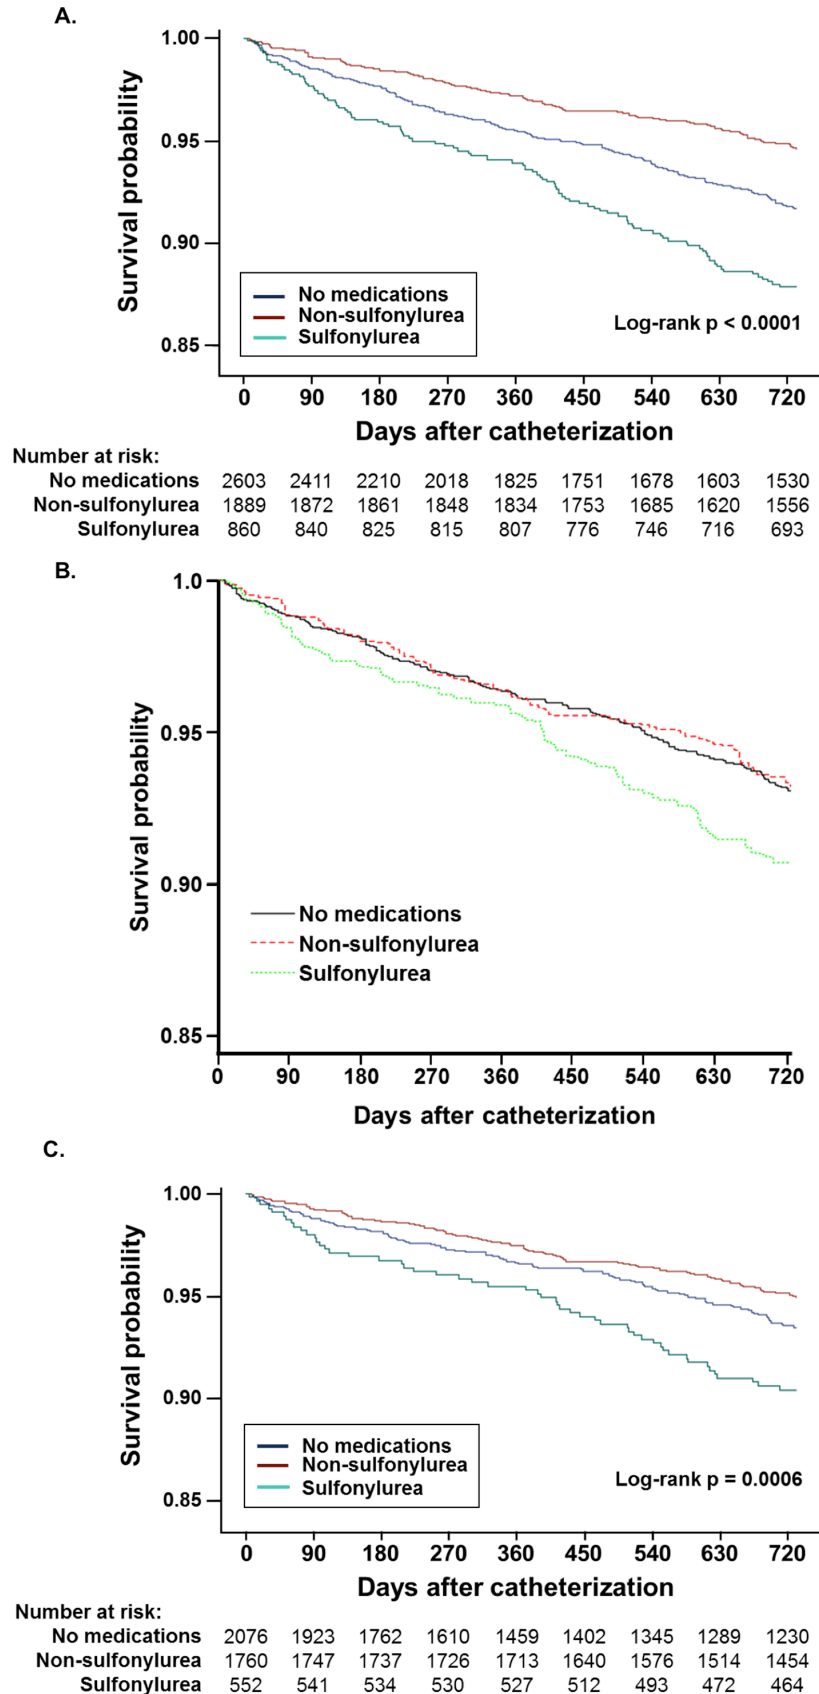 A.
1.00
0.95
0.90
0.85
Survival probability
No medications
Non-sulfonylurea
Sulfonylurea
Log-rank p < 0.0001
0 90 180 270 360 450 540 630 720
Days after catheterization
Number at risk:
No medications 2603 2411 2210 2018 1825 1751 1678 1603 1530
Non-sulfonylurea 1889 1872 1861 1848 1834 1753 1685 1620 1556
Sulfonylurea 860 840 825 815 807 776 746 716 693
B.
1.0
0.95
0.90
0.85
Survival probability
No medications
Non-sulfonylurea
Sulfonylurea
0 90 180 270 360 450 540 630 720
Days after catheterization
C.
1.00
0.95
0.90
0.85
Survival probability
No medications
Non-sulfonylurea
Sulfonylurea
Log-rank p = 0.0006
0 90 180 270 360 450 540 630 720
Days after catheterization
Number at risk:
No medications 2076 1923 1762 1610 1459 1402 1345 1289 1230
Non-sulfonylurea 1760 1747 1737 1726 1713 1640 1576 1514 1454
Sulfonylurea 552 541 534 530 527 512 493 472 464